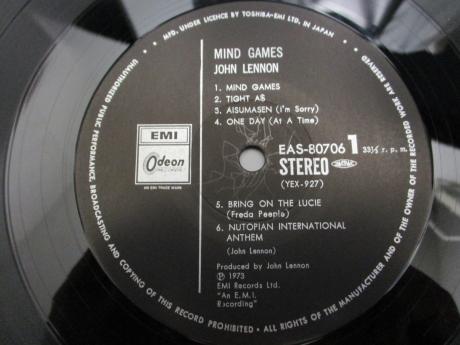 MFD. UNDER LICENCE BY TOSHIBA-EMI LTD. IN JAPAN
UNAUTHORIZED PUBLIC PERFORMANCE, BROADCASTING AND COPYING OF THIS RECORD PROHIBITED • ALL RIGHTS OF THE MANUFACTURER AND OF THE OWNER OF THE RECORDED WORK ARE RESERVED
MIND GAMES
JOHN LENNON
1. MIND GAMES
2. TIGHT A$
3. AISUMASEN (I'm Sorry)
4. ONE DAY (At A Time)
EMI
Odeon
AN EMI TRADE MARK
EAS-80706 1 33⅓ r.p.m.
STEREO
(YEX-927)
5. BRING ON THE LUCIE
(Freda Peeple)
6. NUTOPIAN INTERNATIONAL
ANTHEM
(John Lennon)
Produced by John Lennon
℗ 1973
EMI Records Ltd.
"An E.M.I.
Recording"